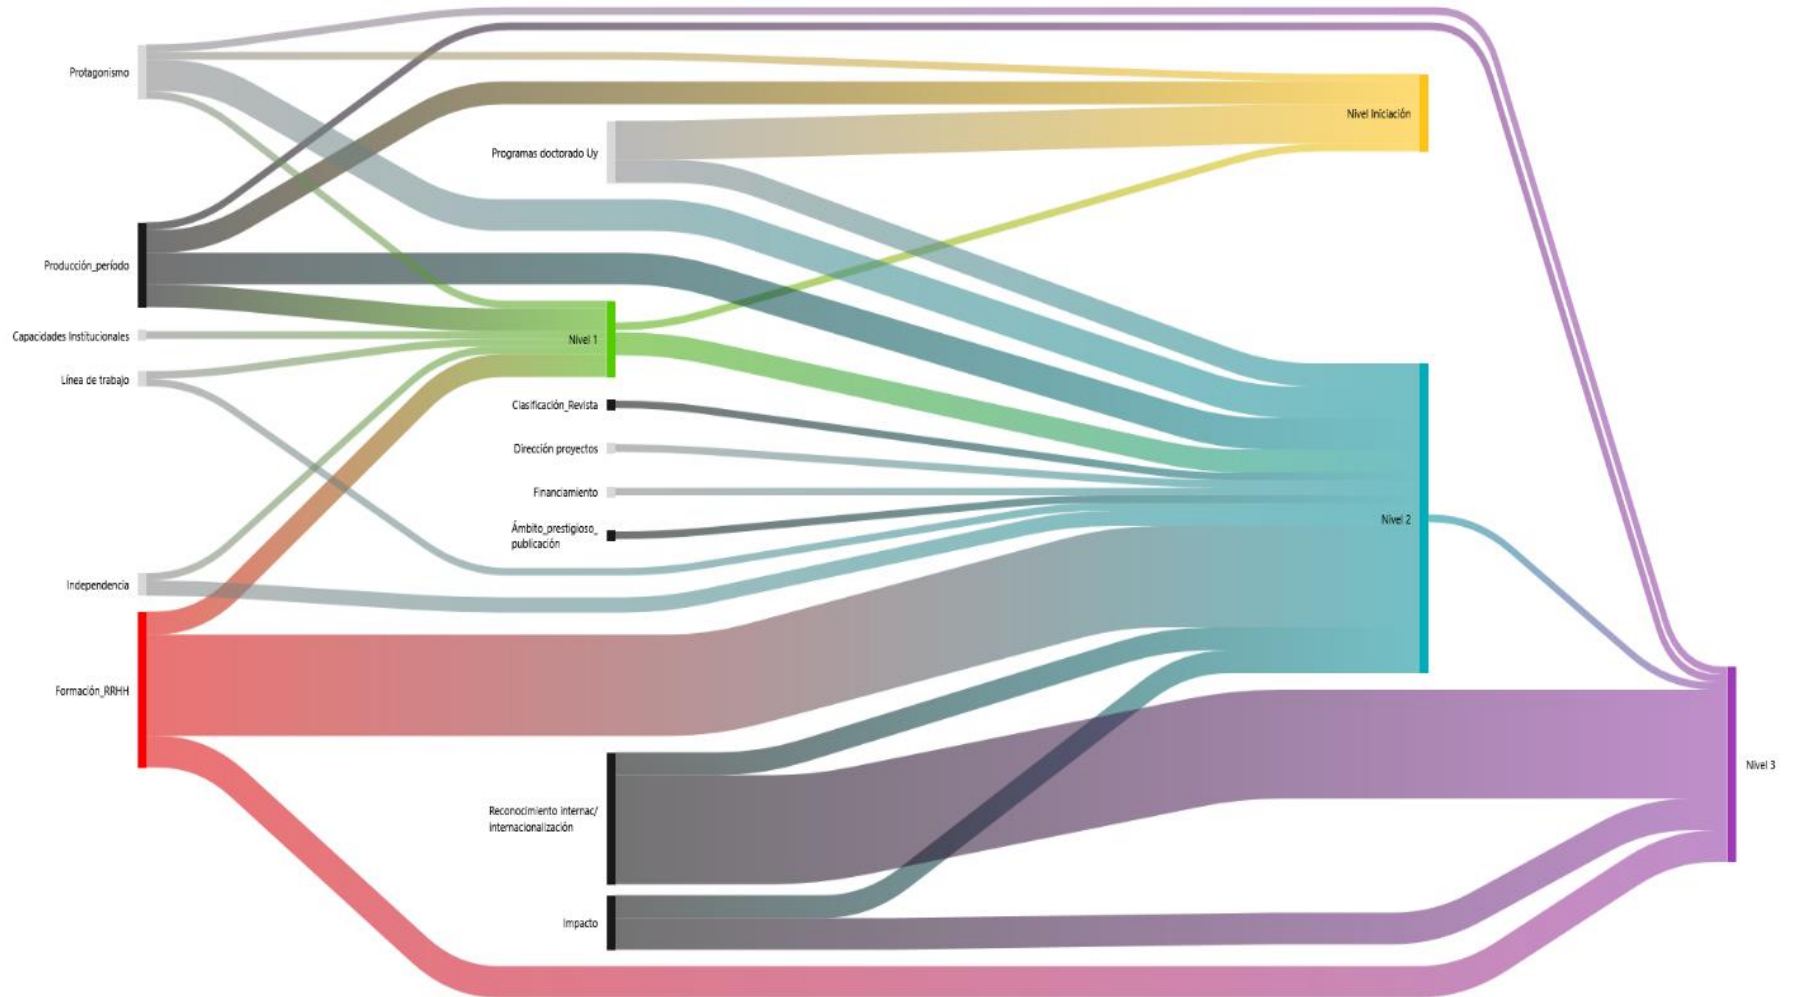 Protagonismo
Nivel Iniciación
Programas doctorado Uy
Producción_período
Capacidades Institucionales
Nivel 1
Línea de trabajo
Clasificación_Revista
Dirección proyectos
Financiamiento
Nivel 2
Ámbito_prestigioso_
publicación
Independencia
Formación_RRHH
Nivel 3
Reconocimiento internac/
internacionalización
Impacto